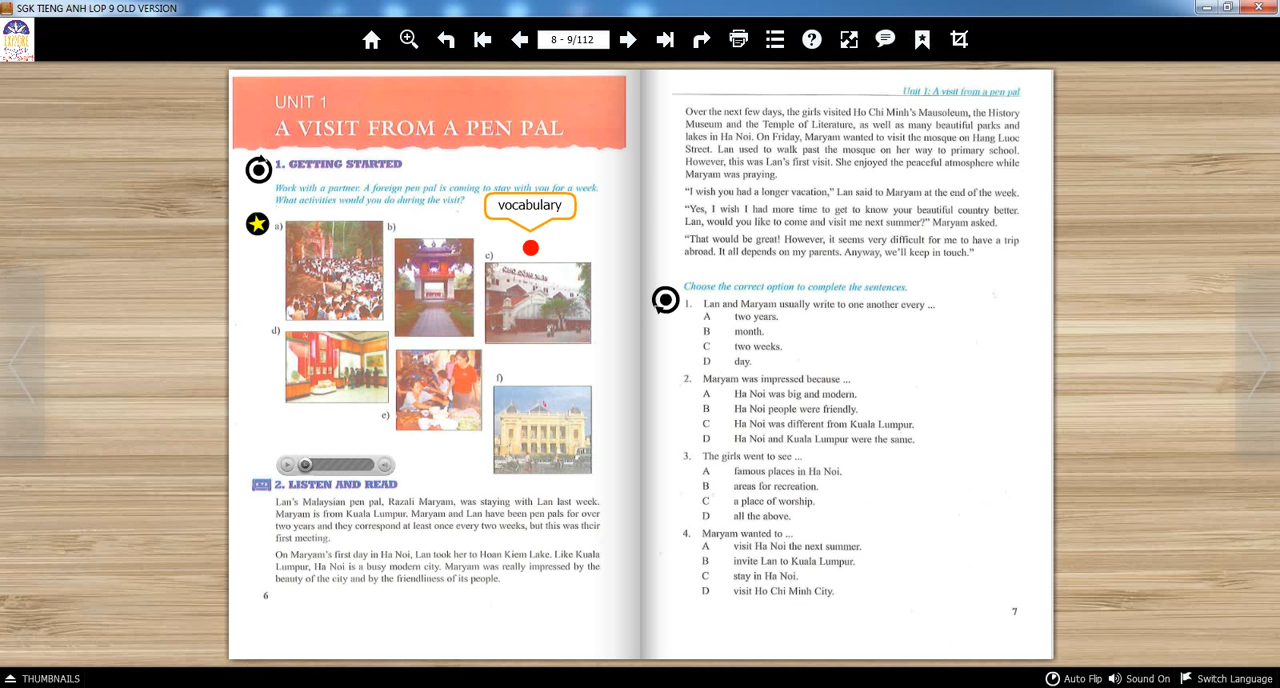 SGK TIENG ANH LOP 9 OLD VERSION
8 - 9/112
UNIT 1
A VISIT FROM A PEN PAL
1. GETTING STARTED
Work with a partner. A foreign pen pal is coming to stay with you for a week.
What activities would you do during the visit?
vocabulary
a)
b)
c)
CHỢ ĐỒNG XUÂN
d)
e)
f)
2. LISTEN AND READ
Lan's Malaysian pen pal, Razali Maryam, was staying with Lan last week.
Maryam is from Kuala Lumpur. Maryam and Lan have been pen pals for over
two years and they correspond at least once every two weeks, but this was their
first meeting.
On Maryam's first day in Ha Noi, Lan took her to Hoan Kiem Lake. Like Kuala
Lumpur, Ha Noi is a busy modern city. Maryam was really impressed by the
beauty of the city and by the friendliness of its people.
6
Unit 1: A visit from a pen pal
Over the next few days, the girls visited Ho Chi Minh's Mausoleum, the History
Museum and the Temple of Literature, as well as many beautiful parks and
lakes in Ha Noi. On Friday, Maryam wanted to visit the mosque on Hang Luoc
Street. Lan used to walk past the mosque on her way to primary school.
However, this was Lan's first visit. She enjoyed the peaceful atmosphere while
Maryam was praying.
"I wish you had a longer vacation," Lan said to Maryam at the end of the week.
"Yes, I wish I had more time to get to know your beautiful country better.
Lan, would you like to come and visit me next summer?" Maryam asked.
"That would be great! However, it seems very difficult for me to have a trip
abroad. It all depends on my parents. Anyway, we'll keep in touch."
Choose the correct option to complete the sentences.
1. Lan and Maryam usually write to one another every ...
A two years.
B month.
C two weeks.
D day.
2. Maryam was impressed because ...
A Ha Noi was big and modern.
B Ha Noi people were friendly.
C Ha Noi was different from Kuala Lumpur.
D Ha Noi and Kuala Lumpur were the same.
3. The girls went to see ...
A famous places in Ha Noi.
B areas for recreation.
C a place of worship.
D all the above.
4. Maryam wanted to ...
A visit Ha Noi the next summer.
B invite Lan to Kuala Lumpur.
C stay in Ha Noi.
D visit Ho Chi Minh City.
7
THUMBNAILS
Auto Flip
Sound On
Switch Language